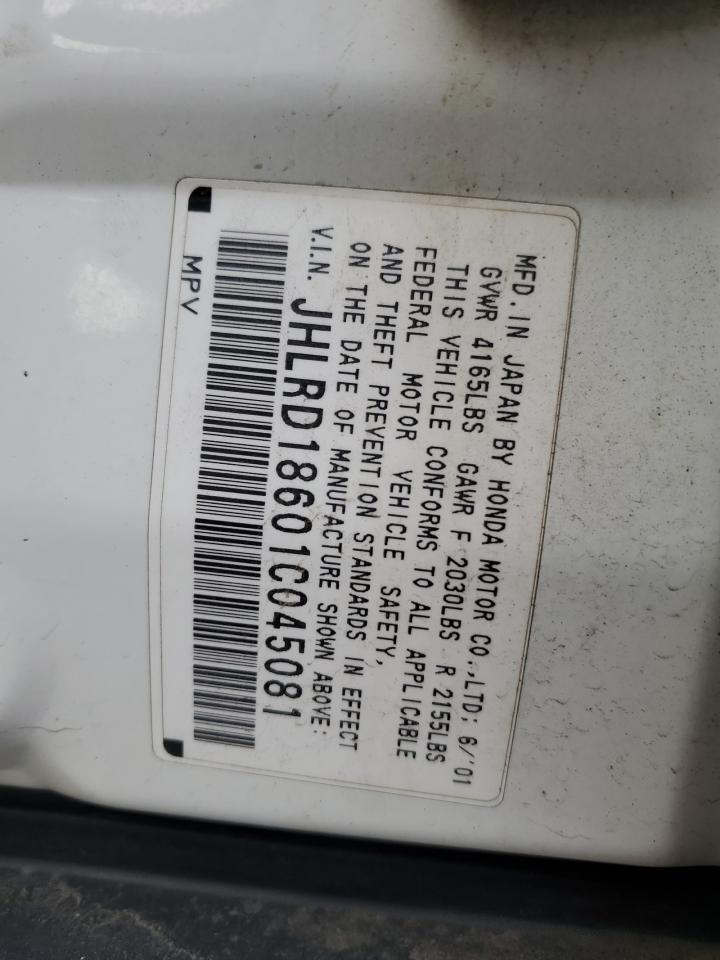 MFD. IN JAPAN BY HONDA MOTOR CO.,LTD; 6/'01
GVWR 4165LBS GAWR F 2030LBS R 2155LBS
THIS VEHICLE CONFORMS TO ALL APPLICABLE
FEDERAL MOTOR VEHICLE SAFETY,
AND THEFT PREVENTION STANDARDS IN EFFECT
ON THE DATE OF MANUFACTURE SHOWN ABOVE:
V.I.N. JHLRD18601C045081
MPV